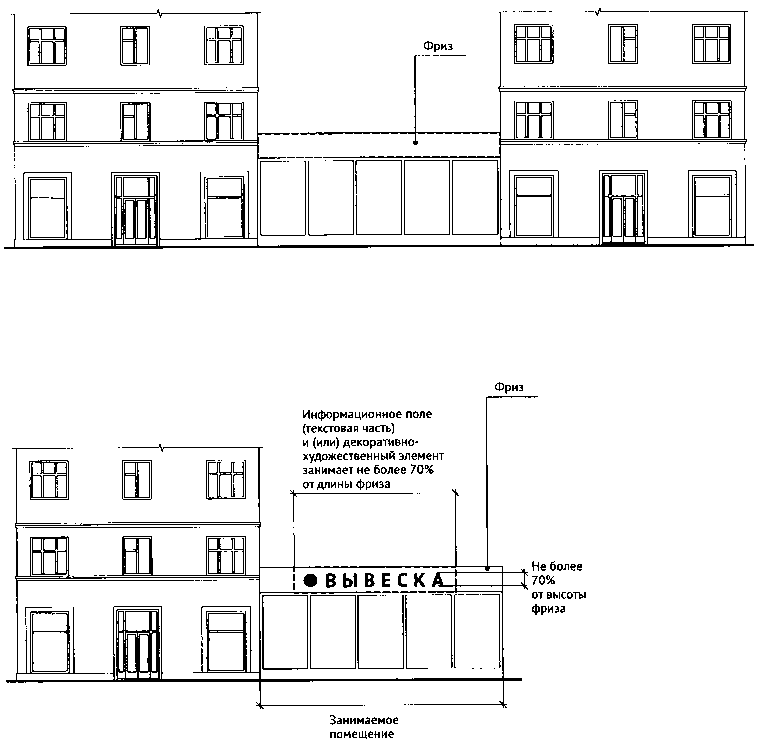 Фриз
Фриз
Информационное поле
(текстовая часть)
и (или) декоративно-
художественный элемент
занимает не более 70%
от длины фриза
ВЫВЕСКА
Не более
70%
от высоты
фриза
Занимаемое
помещение